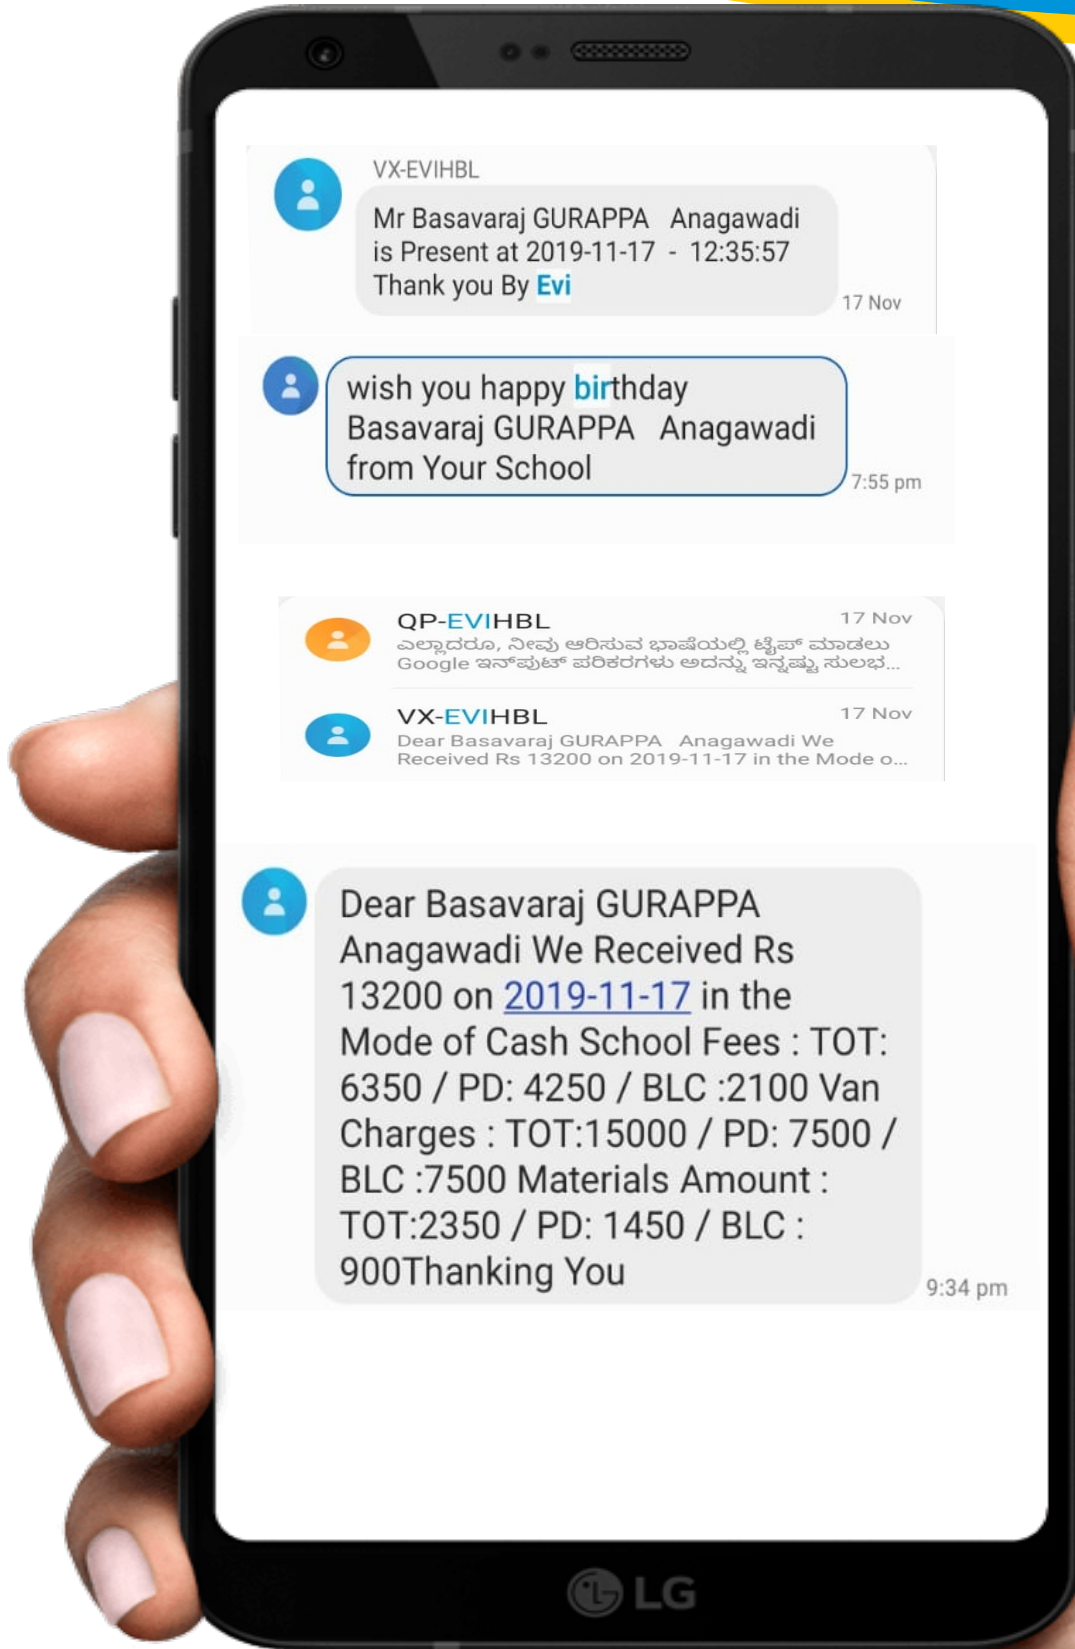 VX-EVIHBL
Mr Basavaraj GURAPPA Anagawadi
is Present at 2019-11-17 - 12:35:57
Thank you By Evi
17 Nov
wish you happy birthday
Basavaraj GURAPPA Anagawadi
from Your School
7:55 pm
QP-EVIHBL 17 Nov
ಎಲ್ಲಾದರೂ, ನೀವು ಆರಿಸುವ ಭಾಷೆಯಲ್ಲಿ ಟೈಪ್ ಮಾಡಲು
Google ಇನ್‌ಪುಟ್ ಪರಿಕರಗಳು ಅದನ್ನು ಇನ್ನಷ್ಟು ಸುಲಭ...
VX-EVIHBL 17 Nov
Dear Basavaraj GURAPPA Anagawadi We
Received Rs 13200 on 2019-11-17 in the Mode o...
Dear Basavaraj GURAPPA
Anagawadi We Received Rs
13200 on 2019-11-17 in the
Mode of Cash School Fees : TOT:
6350 / PD: 4250 / BLC :2100 Van
Charges : TOT:15000 / PD: 7500 /
BLC :7500 Materials Amount :
TOT:2350 / PD: 1450 / BLC :
900Thanking You
9:34 pm
LG